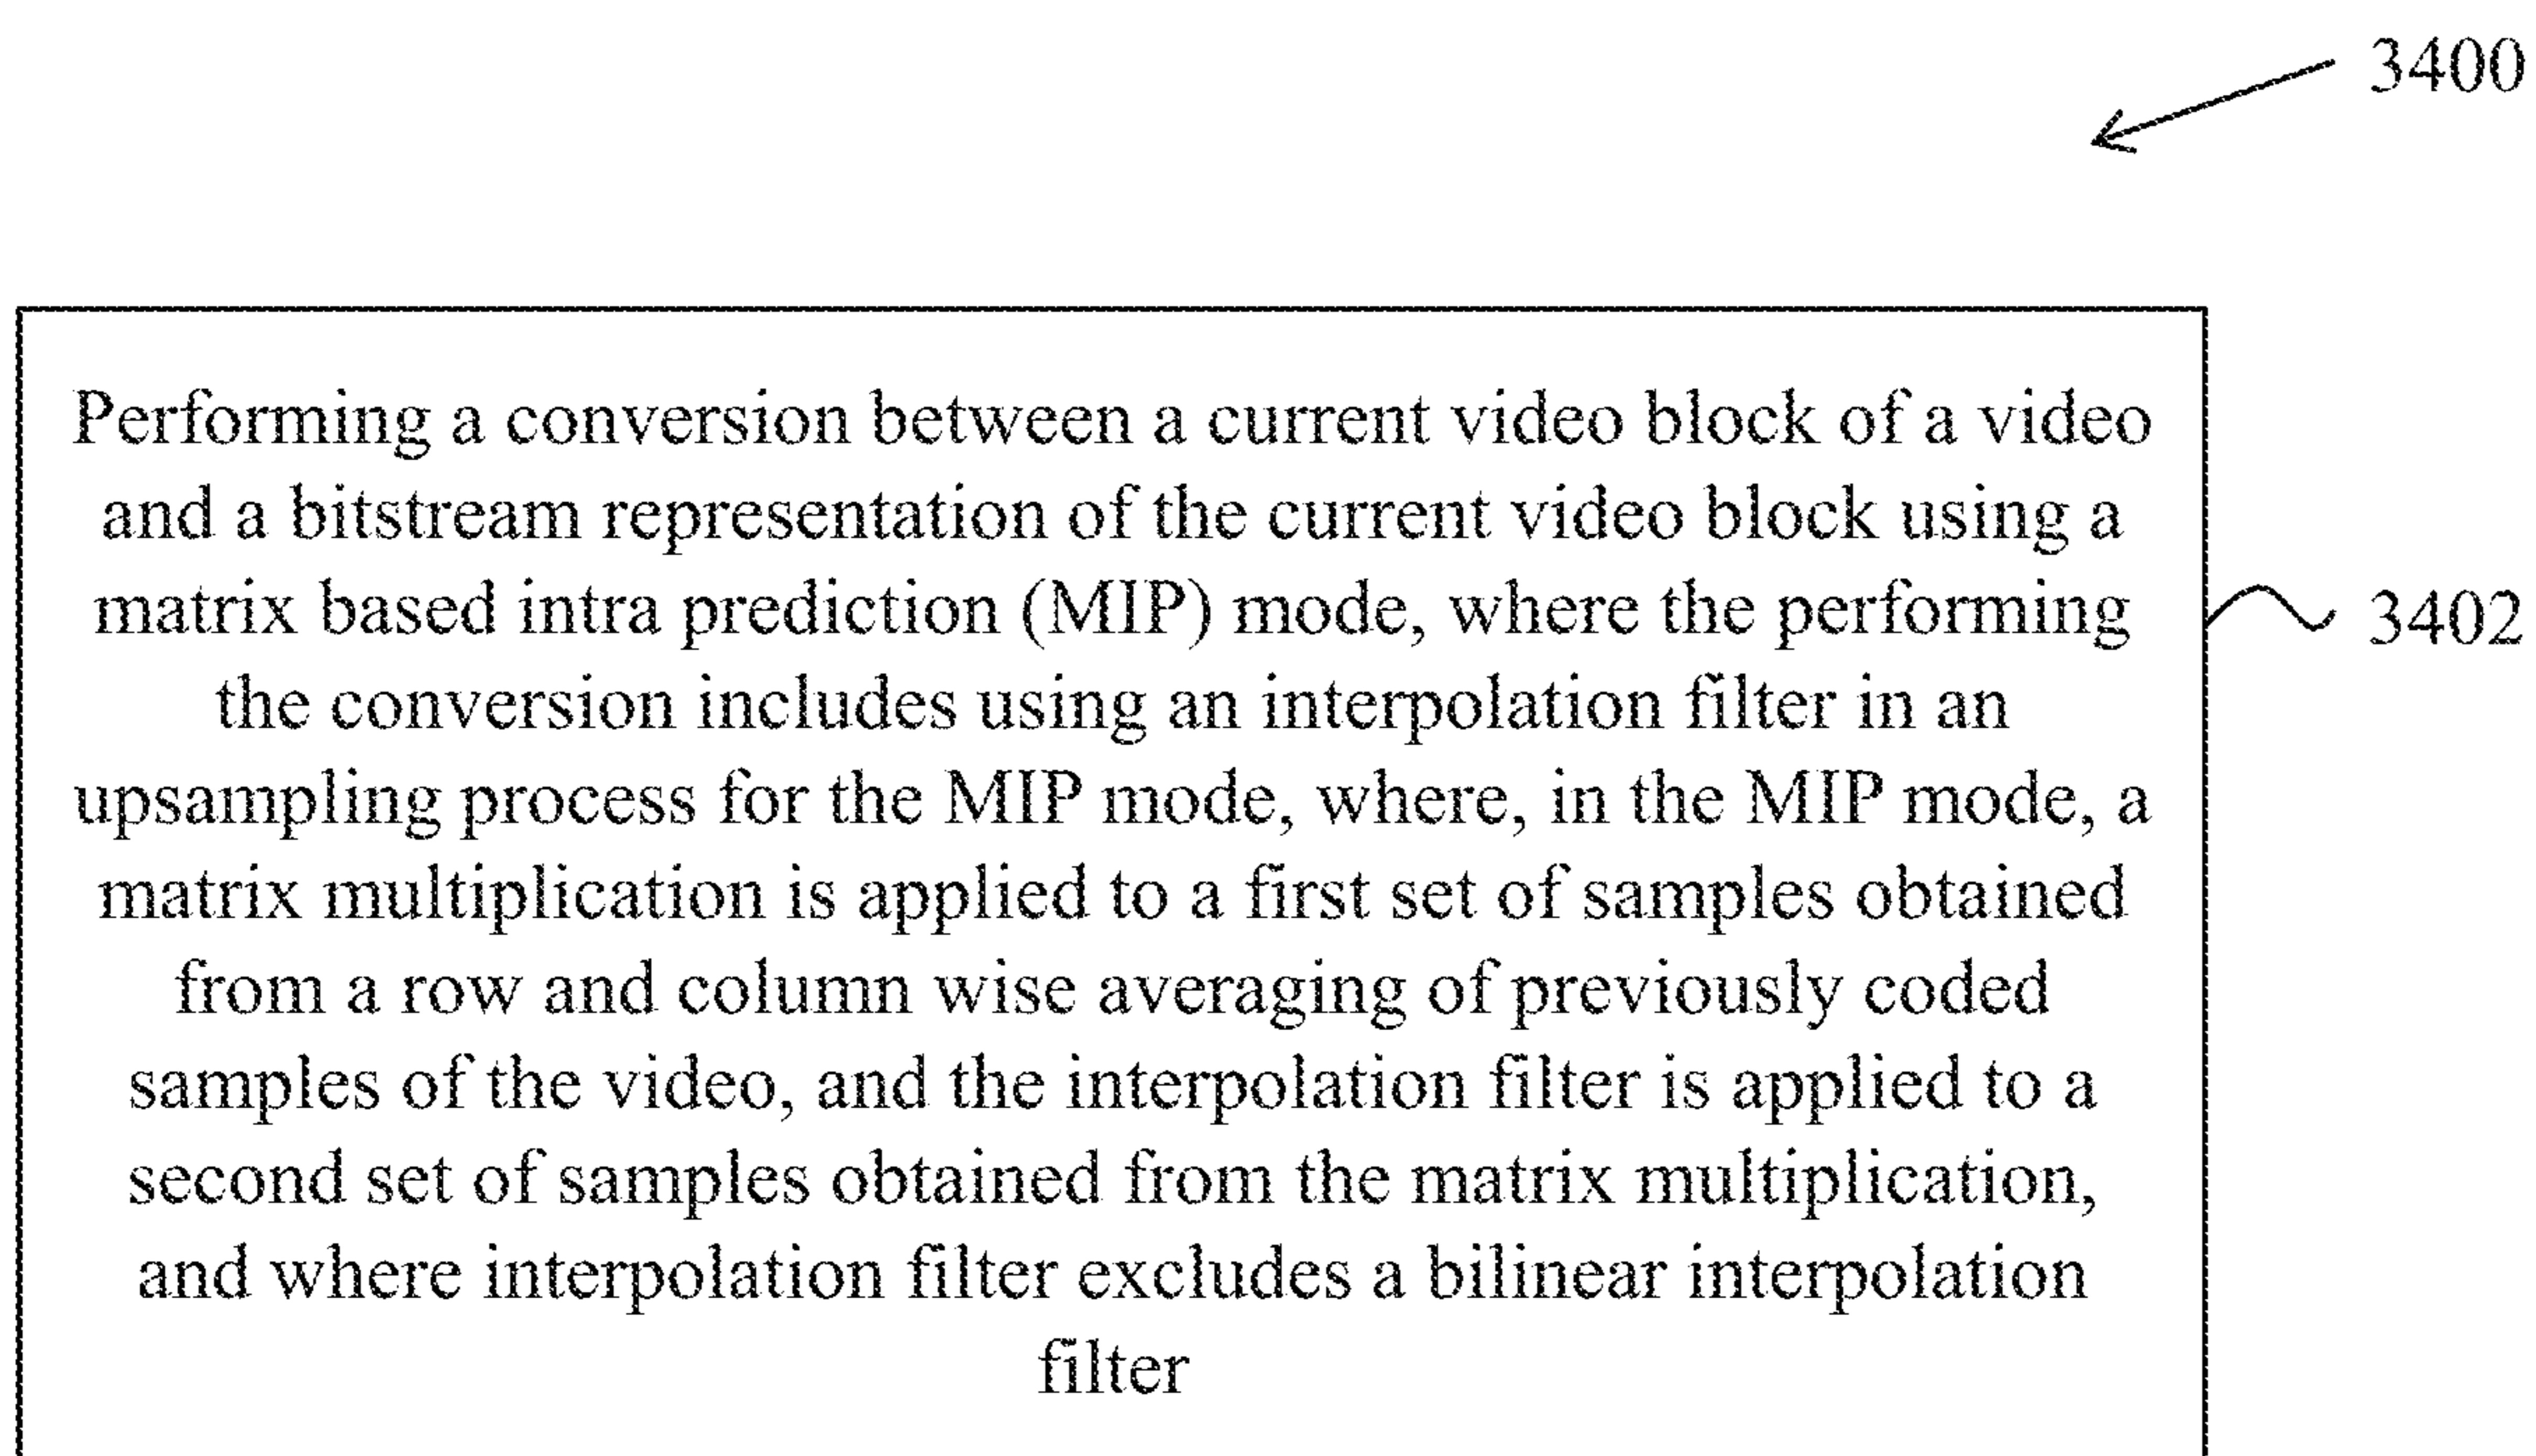 3400
Performing a conversion between a current video block of a video
and a bitstream representation of the current video block using a
matrix based intra prediction (MIP) mode, where the performing
the conversion includes using an interpolation filter in an
upsampling process for the MIP mode, where, in the MIP mode, a
matrix multiplication is applied to a first set of samples obtained
from a row and column wise averaging of previously coded
samples of the video, and the interpolation filter is applied to a
second set of samples obtained from the matrix multiplication,
and where interpolation filter excludes a bilinear interpolation
filter
3402